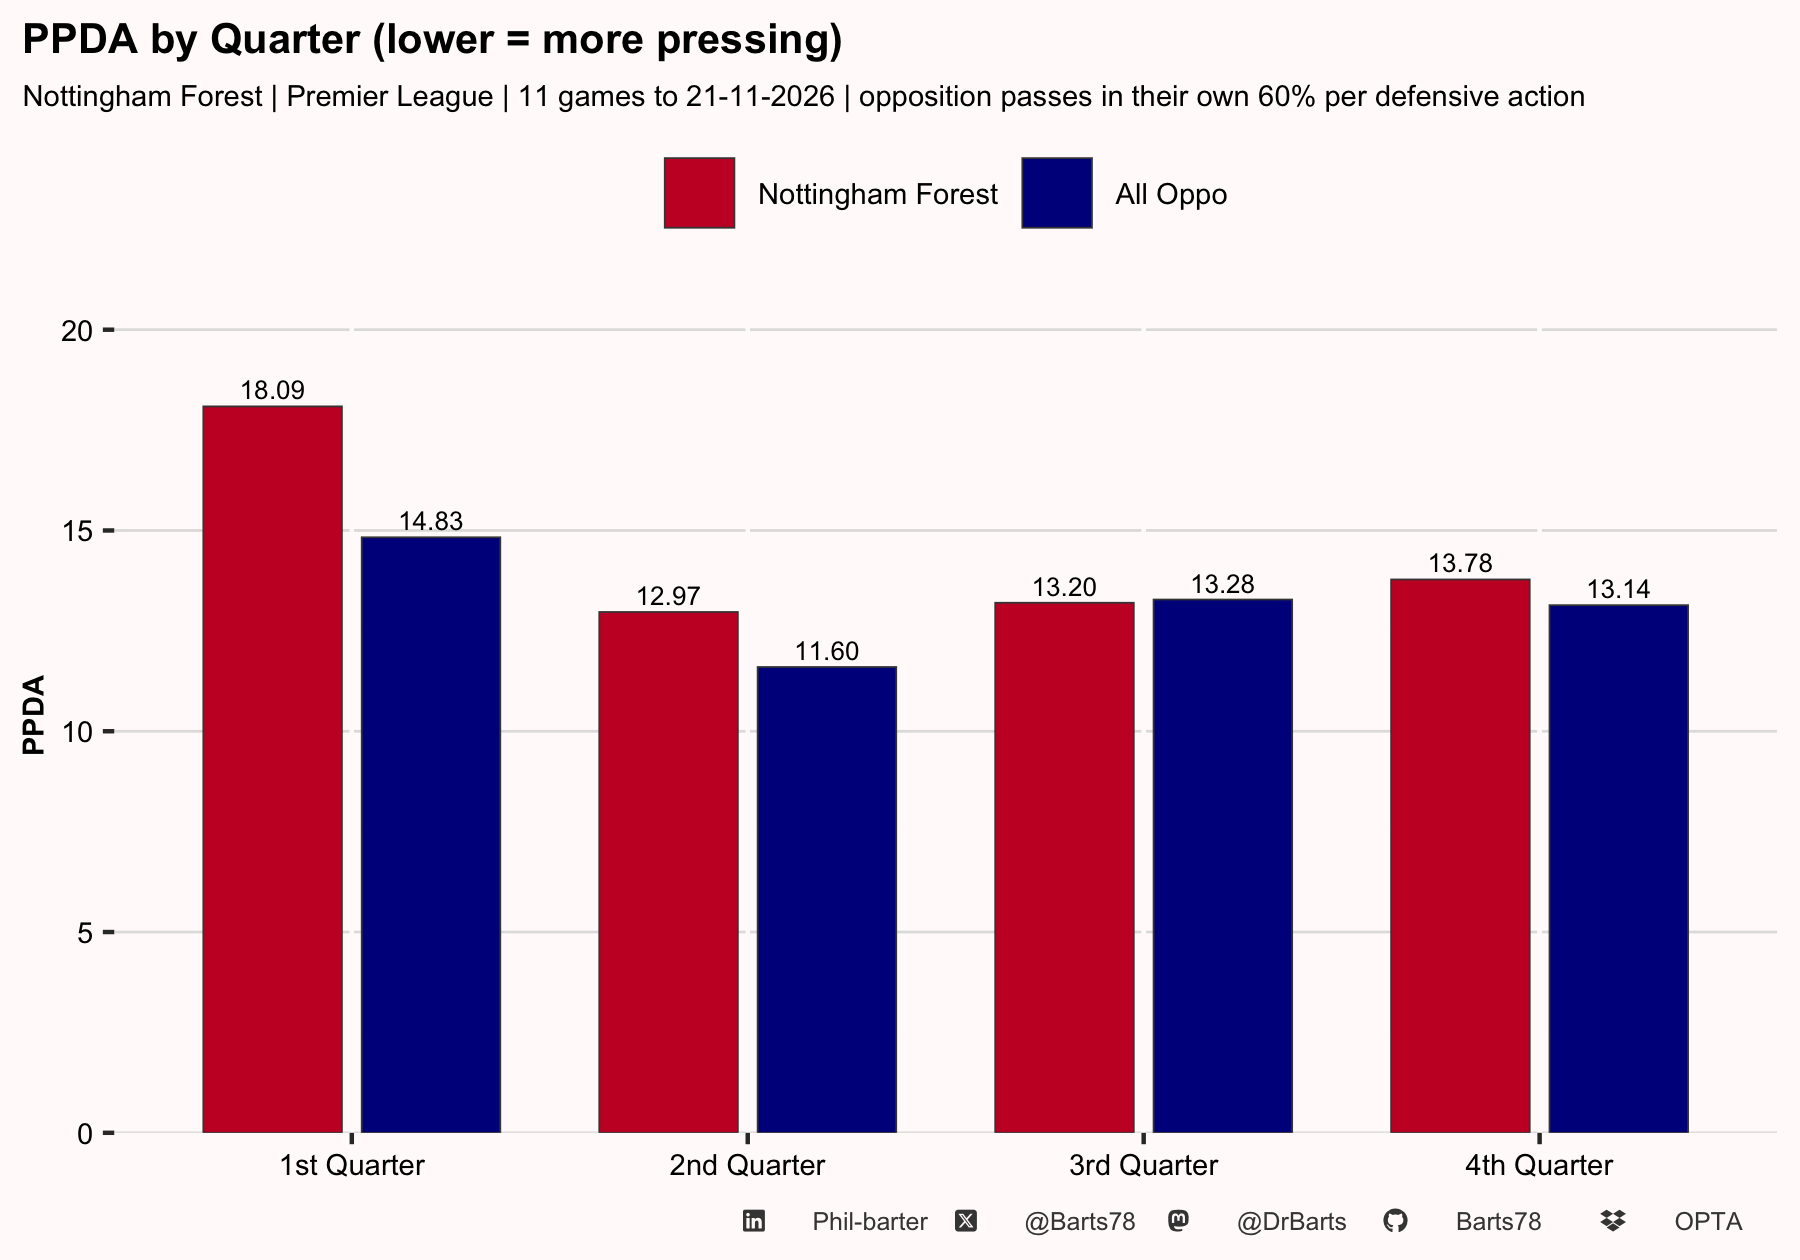 PPDA by Quarter (lower = more pressing)
Nottingham Forest | Premier League | 11 games to 21-11-2026 | opposition passes in their own 60% per defensive action
Nottingham Forest All Oppo
20
18.09
15
14.83
13.78
13.20 13.28
12.97
13.14
11.60
PPDA
10
5
0
1st Quarter 2nd Quarter 3rd Quarter 4th Quarter
Phil-barter @Barts78 @DrBarts Barts78 OPTA